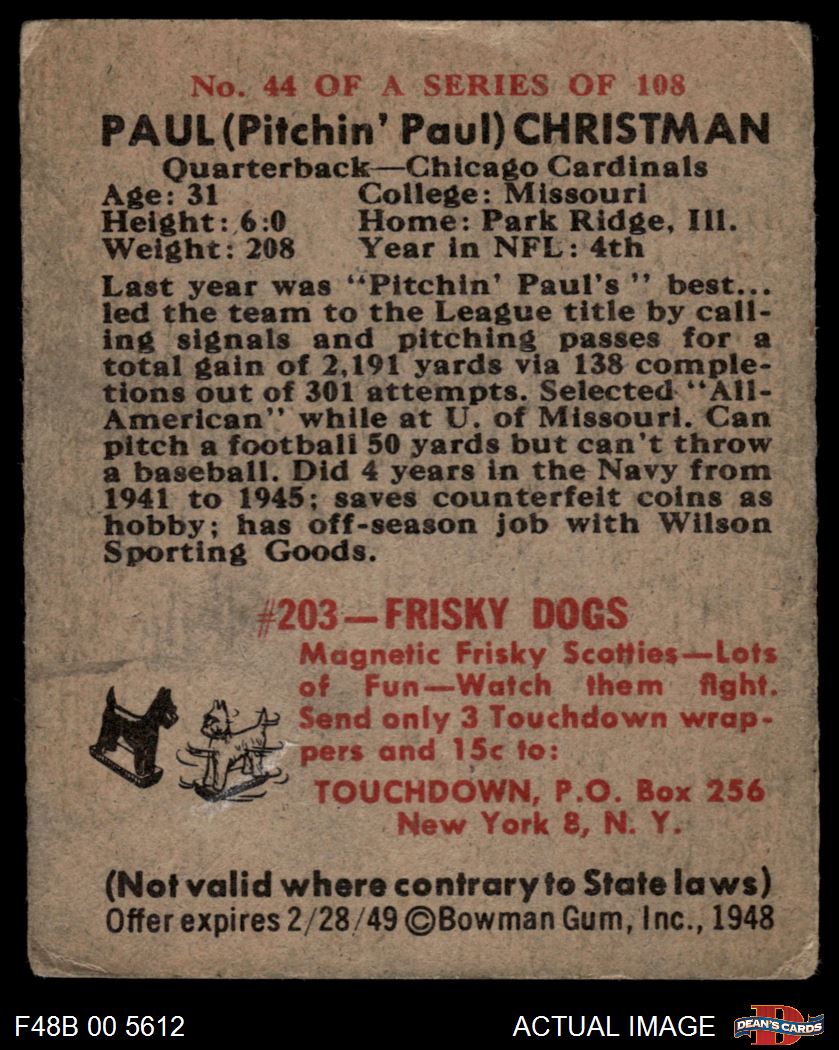 No. 44 OF A SERIES OF 108
PAUL (Pitchin' Paul) CHRISTMAN
Quarterback—Chicago Cardinals
Age: 31 College: Missouri
Height: 6:0 Home: Park Ridge, Ill.
Weight: 208 Year in NFL: 4th
Last year was "Pitchin' Paul's" best...
led the team to the League title by call-
ing signals and pitching passes for a
total gain of 2,191 yards via 138 comple-
tions out of 301 attempts. Selected "All-
American" while at U. of Missouri. Can
pitch a football 50 yards but can't throw
a baseball. Did 4 years in the Navy from
1941 to 1945; saves counterfeit coins as
hobby; has off-season job with Wilson
Sporting Goods.
#203—FRISKY DOGS
Magnetic Frisky Scotties—Lots
of Fun—Watch them fight.
Send only 3 Touchdown wrap-
pers and 15c to:
TOUCHDOWN, P.O. Box 256
New York 8, N. Y.
(Not valid where contrary to State laws)
Offer expires 2/28/49 ©Bowman Gum, Inc., 1948
F48B 00 5612 ACTUAL IMAGE D DEAN'S CARDS